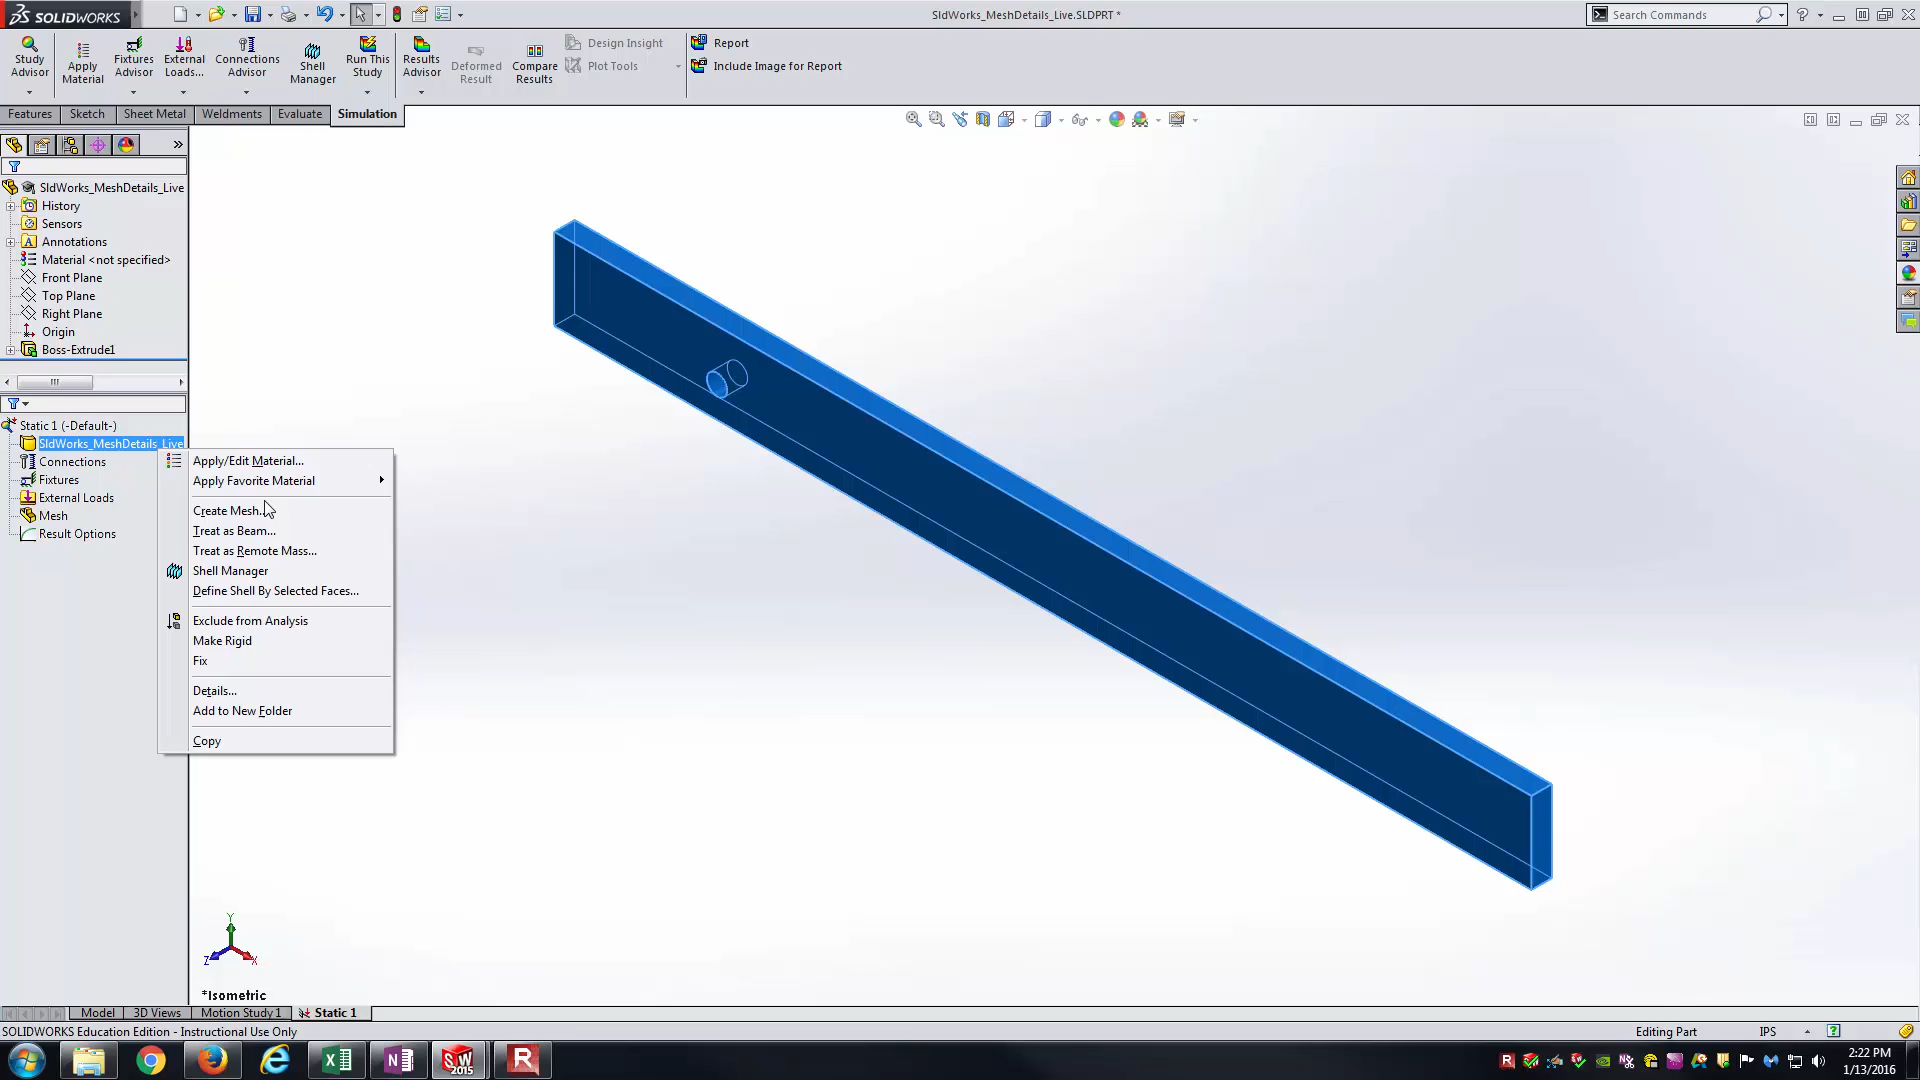 SOLIDWORKS
SldWorks_MeshDetails_Live.SLDPRT *
Search Commands
Study Advisor
Apply Material
Fixtures Advisor
External Loads...
Connections Advisor
Shell Manager
Run This Study
Results Advisor
Deformed Result
Compare Results
Design Insight
Plot Tools
Report
Include Image for Report
Features
Sketch
Sheet Metal
Weldments
Evaluate
Simulation
SldWorks_MeshDetails_Live
History
Sensors
Annotations
Material <not specified>
Front Plane
Top Plane
Right Plane
Origin
Boss-Extrude1
Static 1 (-Default-)
SldWorks_MeshDetails_Live
Connections
Fixtures
External Loads
Mesh
Result Options
Apply/Edit Material...
Apply Favorite Material
Create Mesh...
Treat as Beam...
Treat as Remote Mass...
Shell Manager
Define Shell By Selected Faces...
Exclude from Analysis
Make Rigid
Fix
Details...
Add to New Folder
Copy
Y
Z
X
*Isometric
Model
3D Views
Motion Study 1
Static 1
SOLIDWORKS Education Edition - Instructional Use Only
Editing Part
IPS
2:22 PM
1/13/2016